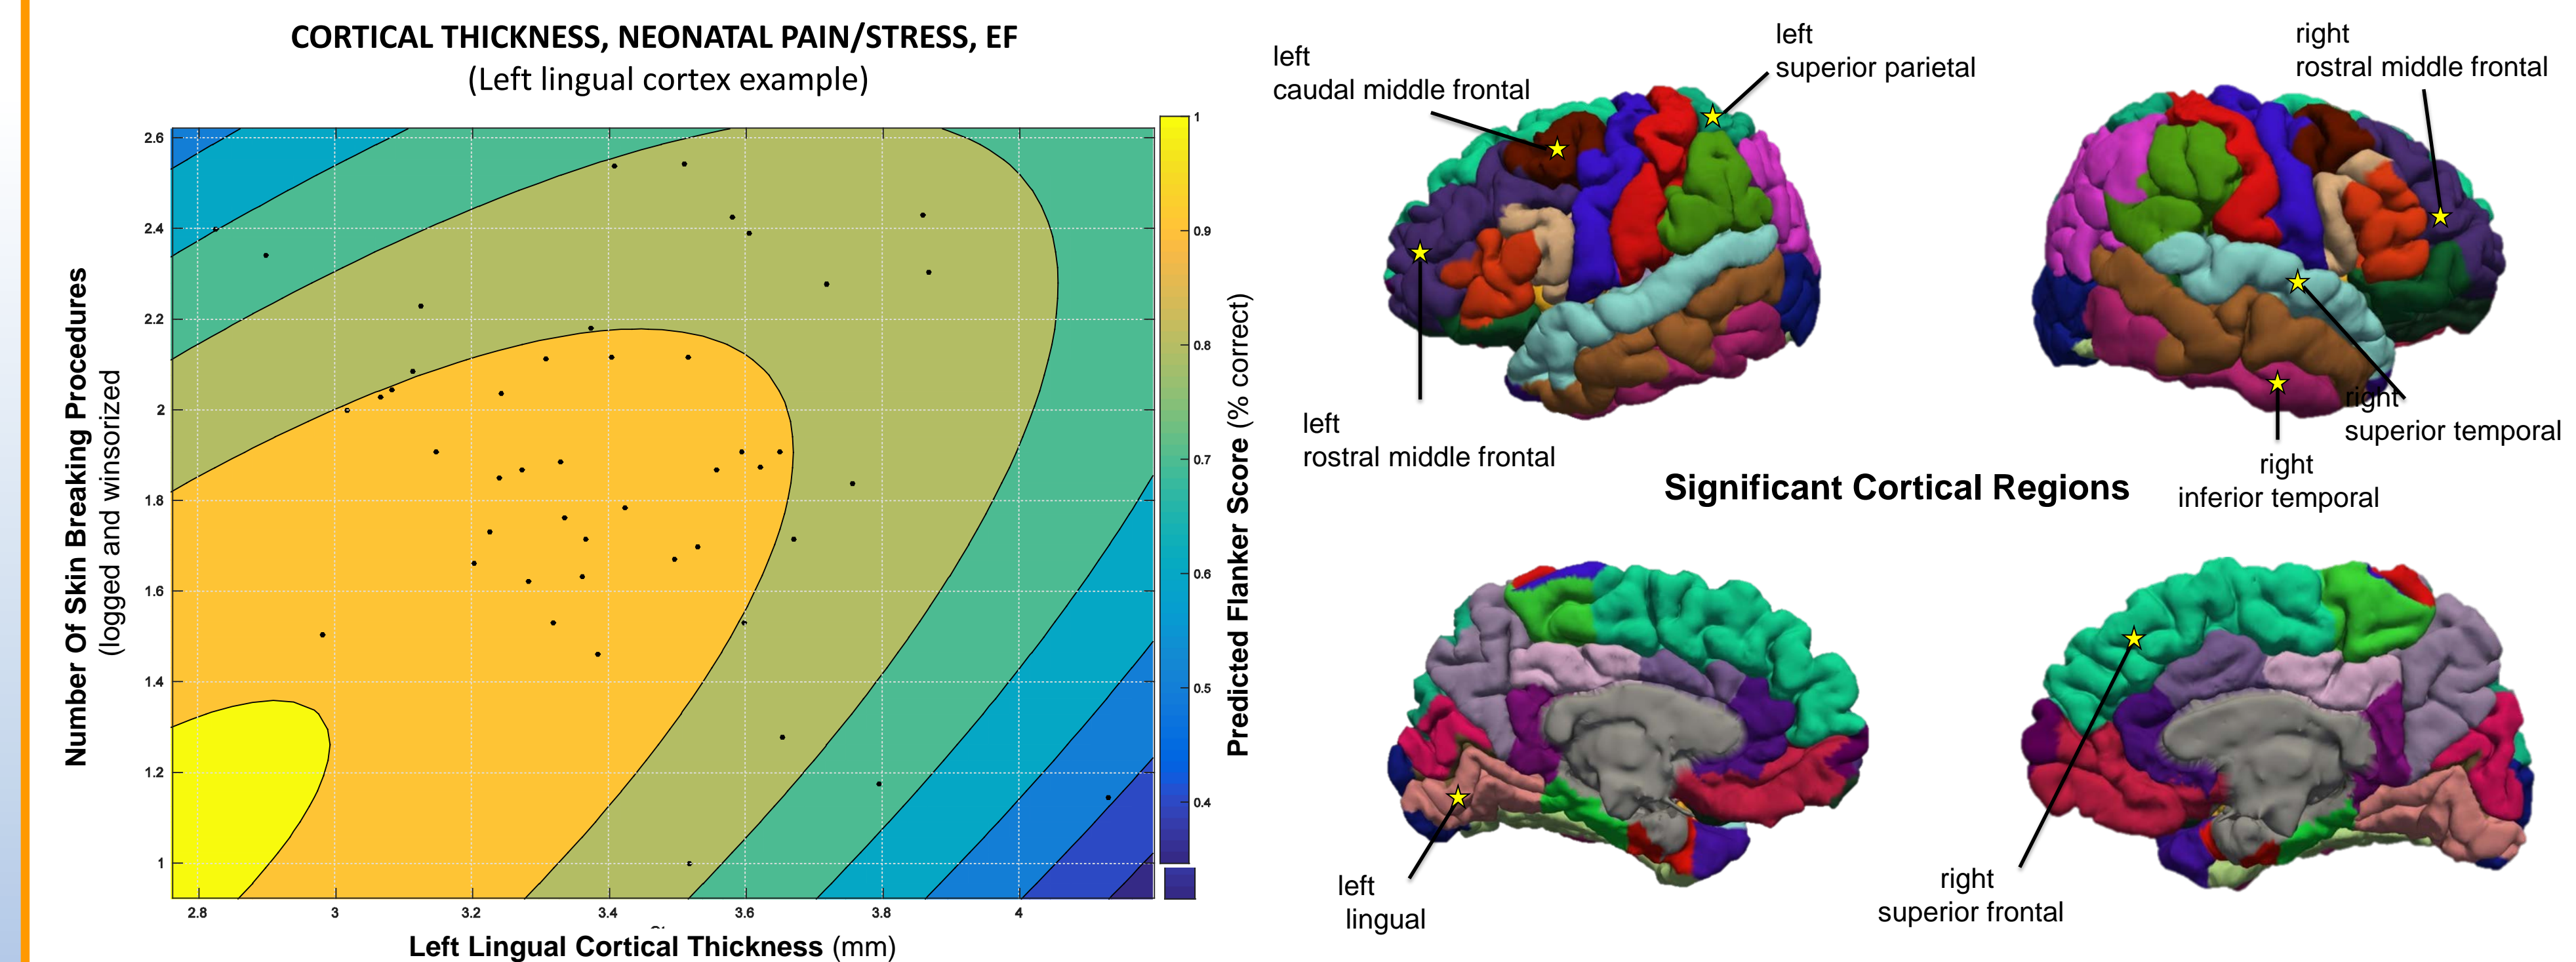 CORTICAL THICKNESS, NEONATAL PAIN/STRESS, EF
(Left lingual cortex example)
Number Of Skin Breaking Procedures
(logged and winsorized
2.6
2.4
2.2
2
1.8
1.6
1.4
1.2
1
2.8
3
3.2
3.4
3.6
3.8
4
Left Lingual Cortical Thickness (mm)
1
0.9
0.8
0.7
0.6
0.5
0.4
Predicted Flanker Score (% correct)
left
caudal middle frontal
left
superior parietal
right
rostral middle frontal
left
rostral middle frontal
right
superior temporal
right
inferior temporal
Significant Cortical Regions
left
lingual
right
superior frontal